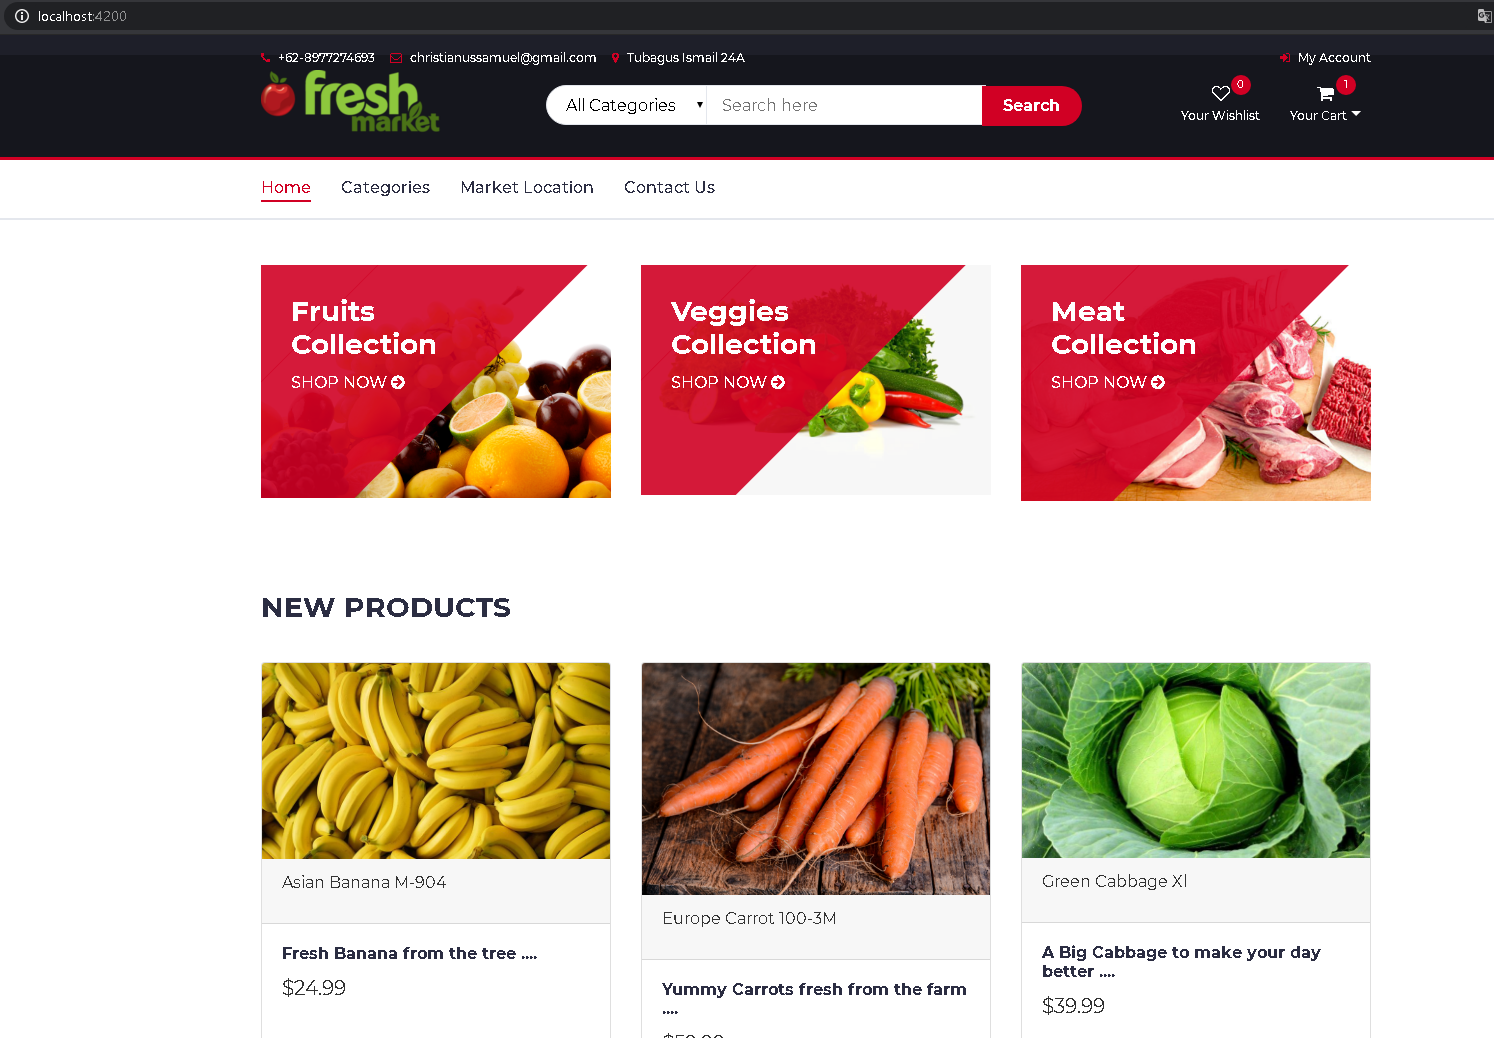 localhost:4200
+62-8977274693 christianussamuel@gmail.com Tubagus Ismail 24A My Account
fresh
market
All Categories Search here Search
0
1
Your Wishlist Your Cart
Home Categories Market Location Contact Us
Fruits
Collection
SHOP NOW
Veggies
Collection
SHOP NOW
Meat
Collection
SHOP NOW
NEW PRODUCTS
Asian Banana M-904
Fresh Banana from the tree ....
$24.99
Europe Carrot 100-3M
Yummy Carrots fresh from the farm
....
Green Cabbage Xl
A Big Cabbage to make your day
better ....
$39.99